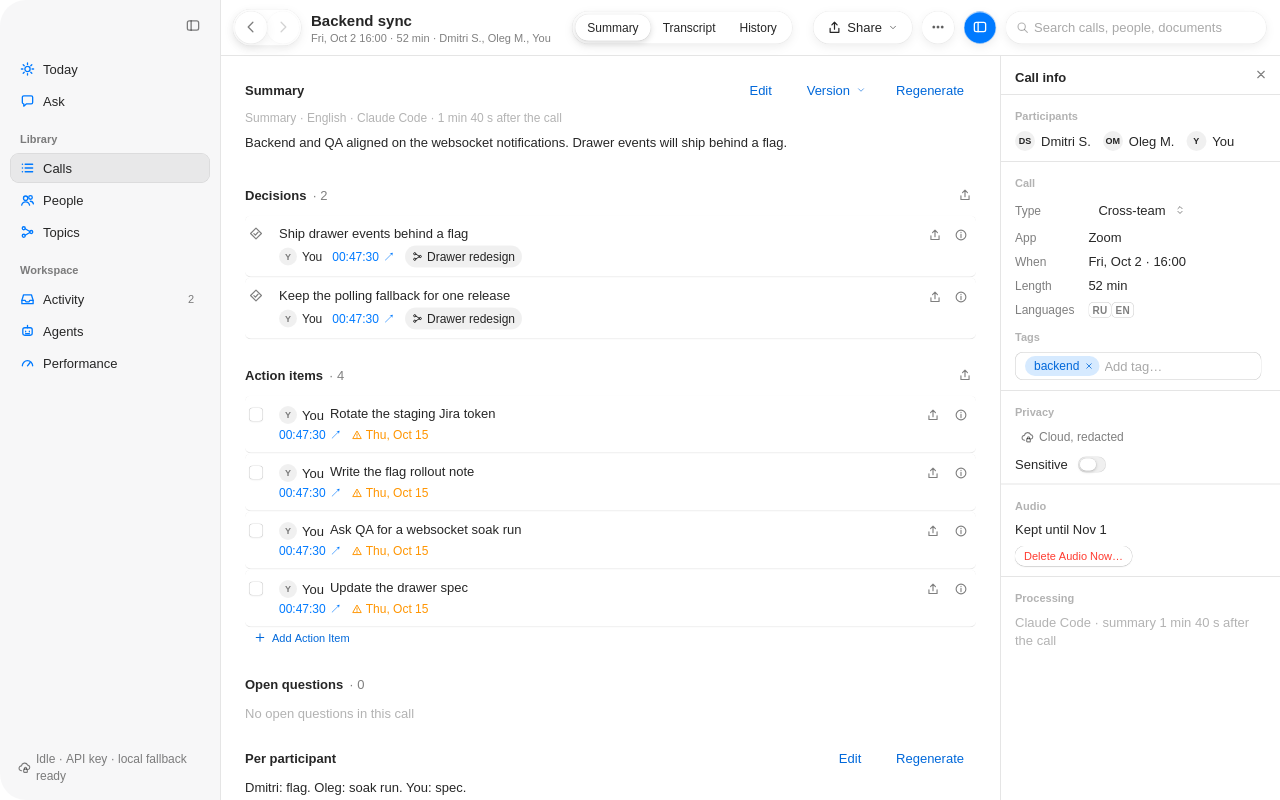 Today
Ask
Library
Calls
People
Topics
Workspace
Activity 2
Agents
Performance
Idle · API key · local fallback
ready
Backend sync
Fri, Oct 2 16:00 · 52 min · Dmitri S., Oleg M., You
Summary Transcript History
Share
Search calls, people, documents
Summary Edit Version Regenerate
Summary · English · Claude Code · 1 min 40 s after the call
Backend and QA aligned on the websocket notifications. Drawer events will ship behind a flag.
Decisions · 2
Ship drawer events behind a flag
Y You 00:47:30 Drawer redesign
Keep the polling fallback for one release
Y You 00:47:30 Drawer redesign
Action items · 4
Y You Rotate the staging Jira token
00:47:30 Thu, Oct 15
Y You Write the flag rollout note
00:47:30 Thu, Oct 15
Y You Ask QA for a websocket soak run
00:47:30 Thu, Oct 15
Y You Update the drawer spec
00:47:30 Thu, Oct 15
Add Action Item
Open questions · 0
No open questions in this call
Per participant Edit Regenerate
Dmitri: flag. Oleg: soak run. You: spec.
Call info
Participants
DS Dmitri S. OM Oleg M. Y You
Call
Type Cross-team
App Zoom
When Fri, Oct 2 · 16:00
Length 52 min
Languages RU EN
Tags
backend × Add tag…
Privacy
Cloud, redacted
Sensitive
Audio
Kept until Nov 1
Delete Audio Now…
Processing
Claude Code · summary 1 min 40 s after
the call